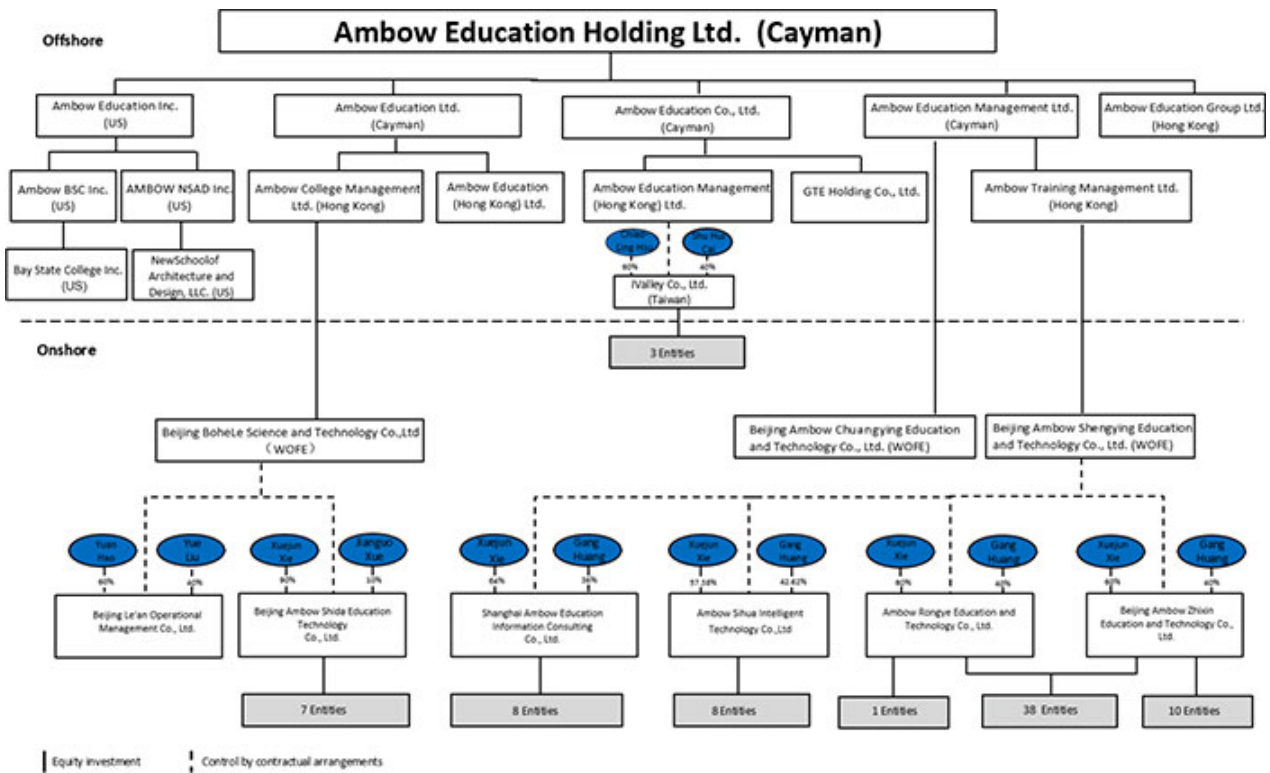 Offshore
Ambow Education Holding Ltd. (Cayman)
Ambow Education Inc.
(US)
Ambow Education Ltd.
(Cayman)
Ambow Education Co., Ltd.
(Cayman)
Ambow Education Management Ltd.
(Cayman)
Ambow Education Group Ltd.
(Hong Kong)
Ambow BSC Inc.
(US)
AMBOW NSAD Inc.
(US)
Ambow College Management
Ltd. (Hong Kong)
Ambow Education
(Hong Kong) Ltd.
Ambow Education Management
(Hong Kong) Ltd.
GTE Holding Co., Ltd.
Ambow Training Management Ltd.
(Hong Kong)
Bay State College Inc.
(US)
NewSchoolof
Architecture and
Design, LLC. (US)
Shu Hui
Cai
60%
40%
IValley Co., Ltd.
(Taiwan)
Onshore
3 Entities
Beijing BoheLe Science and Technology Co.,Ltd
(WOFE)
Beijing Ambow Chuangying Education
and Technology Co., Ltd. (WOFE)
Beijing Ambow Shengying Education
and Technology Co., Ltd. (WOFE)
Yuan
Hao
Yue
Liu
Xuejun
Xie
Jianguo
Xue
Xuejun
Xie
Gang
Huang
Xuejun
Xie
Gang
Huang
Xuejun
Xie
Gang
Huang
Xuejun
Xie
Gang
Huang
60%
40%
90%
10%
64%
36%
57.38%
42.62%
40%
60%
40%
Beijing Le'an Operational
Management Co., Ltd.
Beijing Ambow Shida Education
Technology
Co., Ltd.
Shanghai Ambow Education
Information Consulting
Co., Ltd.
Ambow Sihua Intelligent
Technology Co.,Ltd
Ambow Rongye Education and
Technology Co., Ltd.
Beijing Ambow Zhixin
Education and Technology Co.,
Ltd.
7 Entities
8 Entities
8 Entities
1 Entities
38 Entities
10 Entities
Equity investment
Control by contractual arrangements